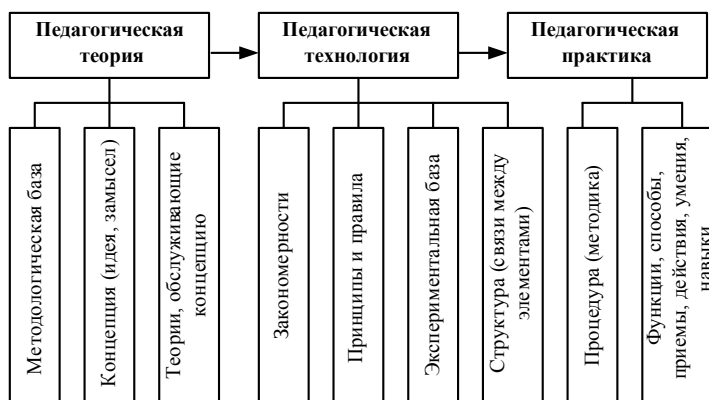 Педагогическая
теория
Педагогическая
технология
Педагогическая
практика
Методологическая база
Концепция (идея, замысел)
Теории, обслуживающие
концепцию
Закономерности
Принципы и правила
Экспериментальная база
Структура (связи между
элементами)
Процедура (методика)
Функции, способы,
приемы, действия, умения,
навыки